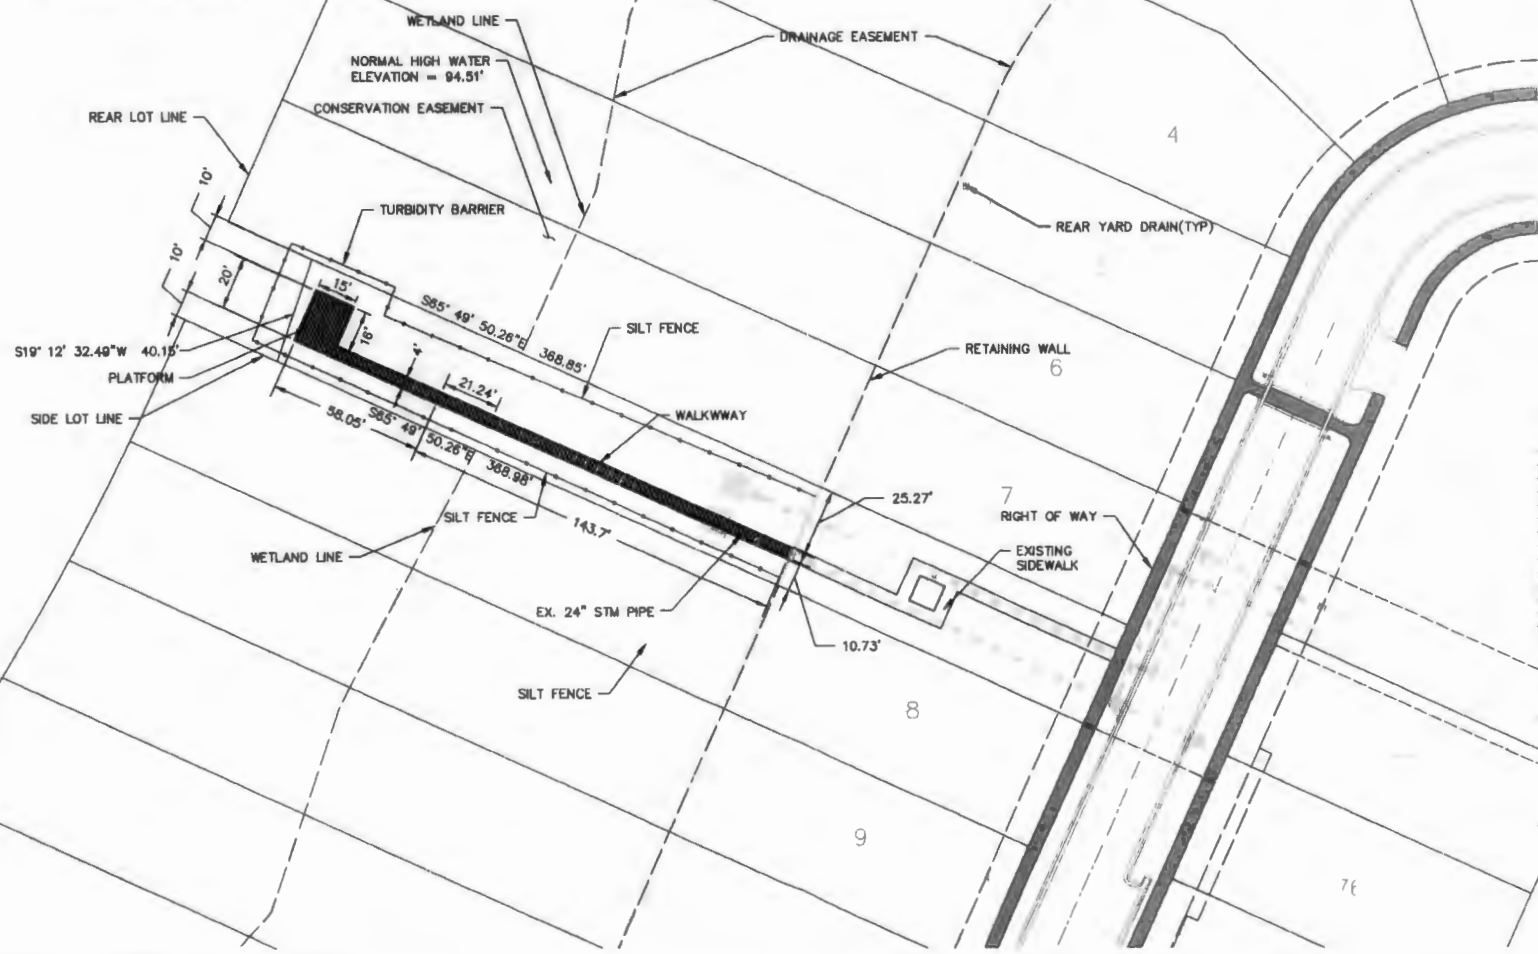 WETLAND LINE
DRAINAGE EASEMENT
NORMAL HIGH WATER
ELEVATION = 94.51'
CONSERVATION EASEMENT
REAR LOT LINE
4
10'
TURBIDITY BARRIER
REAR YARD DRAIN(TYP)
10'
20'
15'
S65° 49' 50.26"E 368.85'
SILT FENCE
16'
S19° 12' 32.49"W 40.15'
4'
RETAINING WALL
6
PLATFORM
21.24'
SIDE LOT LINE
58.05'
WALKWWAY
S65° 49' 50.26"E 368.98'
7
25.27'
SILT FENCE
143.7'
RIGHT OF WAY
WETLAND LINE
EXISTING
SIDEWALK
EX. 24" STM PIPE
10.73'
SILT FENCE
8
9
76